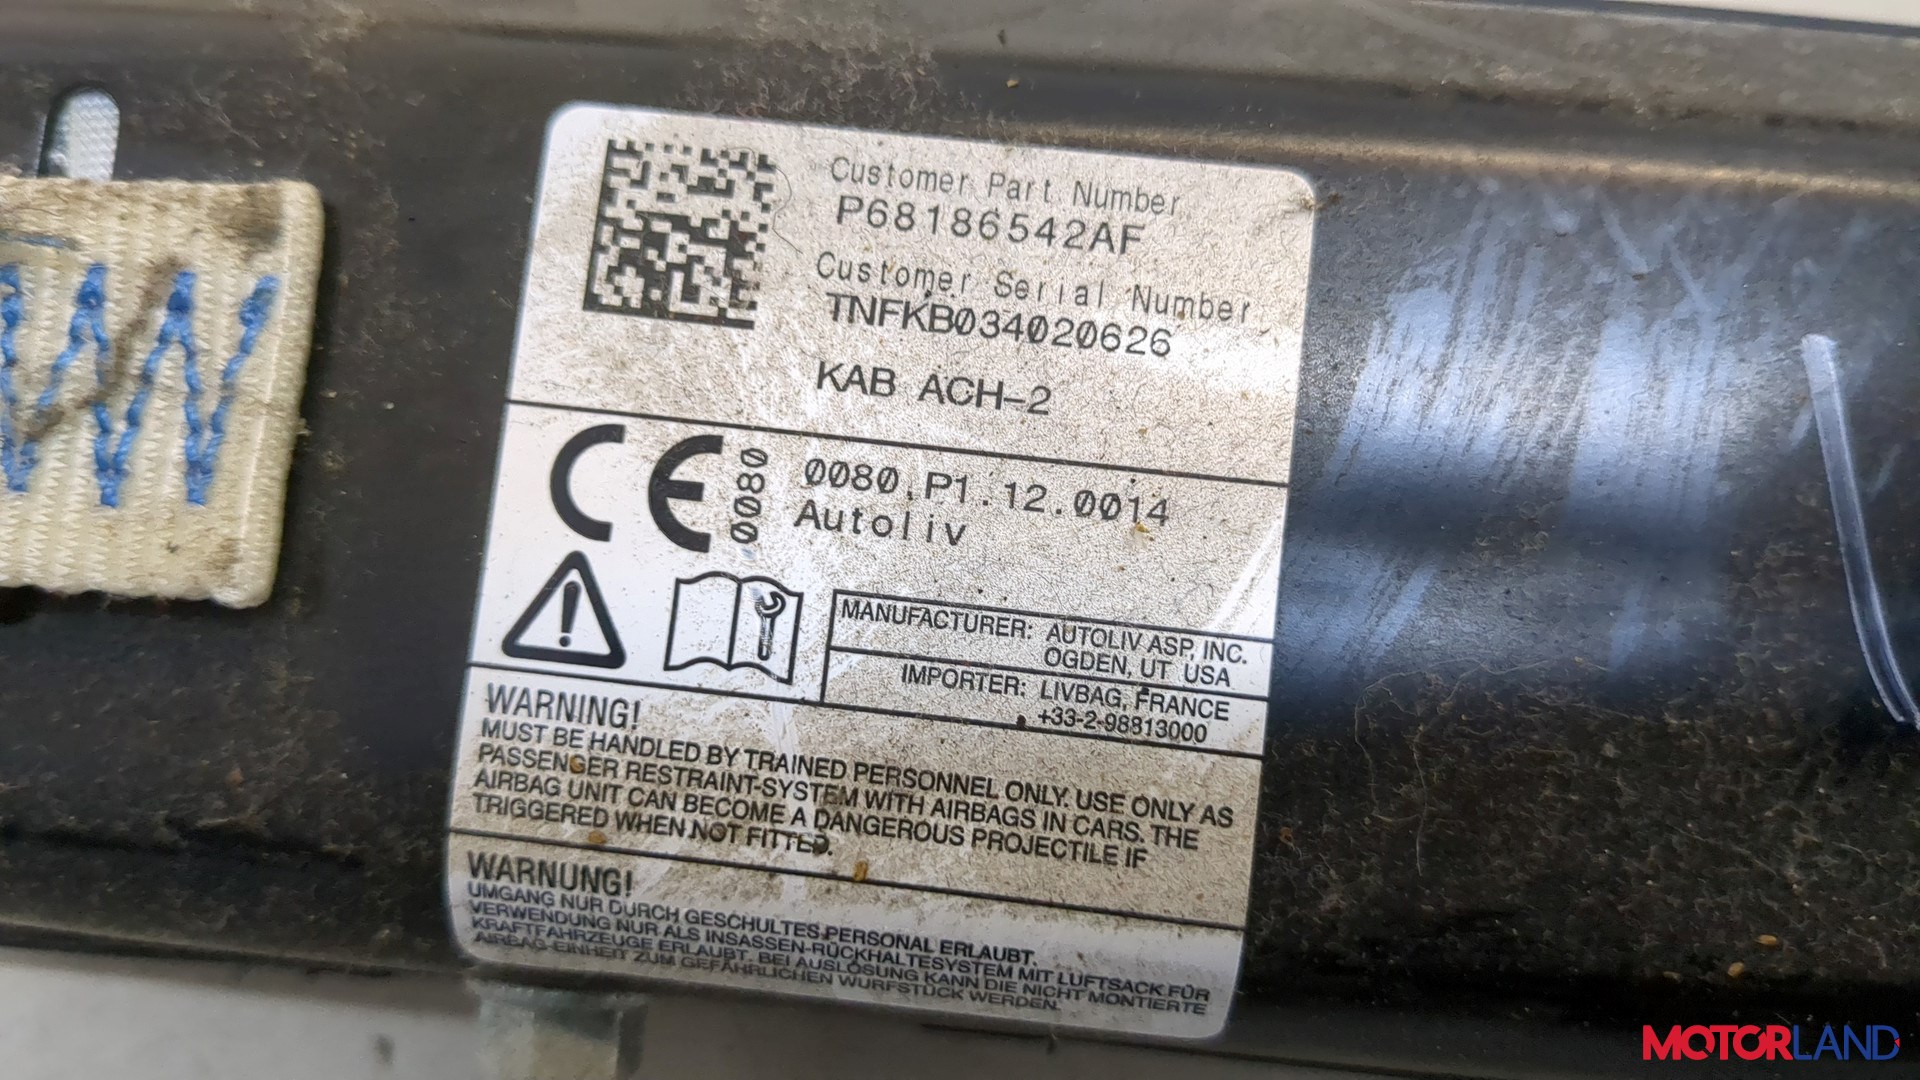 Customer Part Number
P68186542AF
Customer Serial Number
TNFKB034020626
KAB ACH-2
CE 0080
0080.P1.12.0014
Autoliv
MANUFACTURER: AUTOLIV ASP, INC.
OGDEN, UT USA
IMPORTER: LIVBAG, FRANCE
+33-2-98813000
WARNING!
MUST BE HANDLED BY TRAINED PERSONNEL ONLY. USE ONLY AS
PASSENGER RESTRAINT-SYSTEM WITH AIRBAGS IN CARS. THE
AIRBAG UNIT CAN BECOME A DANGEROUS PROJECTILE IF
TRIGGERED WHEN NOT FITTED.
WARNUNG!
UMGANG NUR DURCH GESCHULTES PERSONAL ERLAUBT.
VERWENDUNG NUR ALS INSASSEN-RÜCKHALTESYSTEM MIT LUFTSACK FÜR
KRAFTFAHRZEUGE ERLAUBT. BEI AUSLÖSUNG KANN DIE NICHT MONTIERTE
AIRBAG-EINHEIT ZUM GEFÄHRLICHEN WURFSTÜCK WERDEN.
MOTORLAND